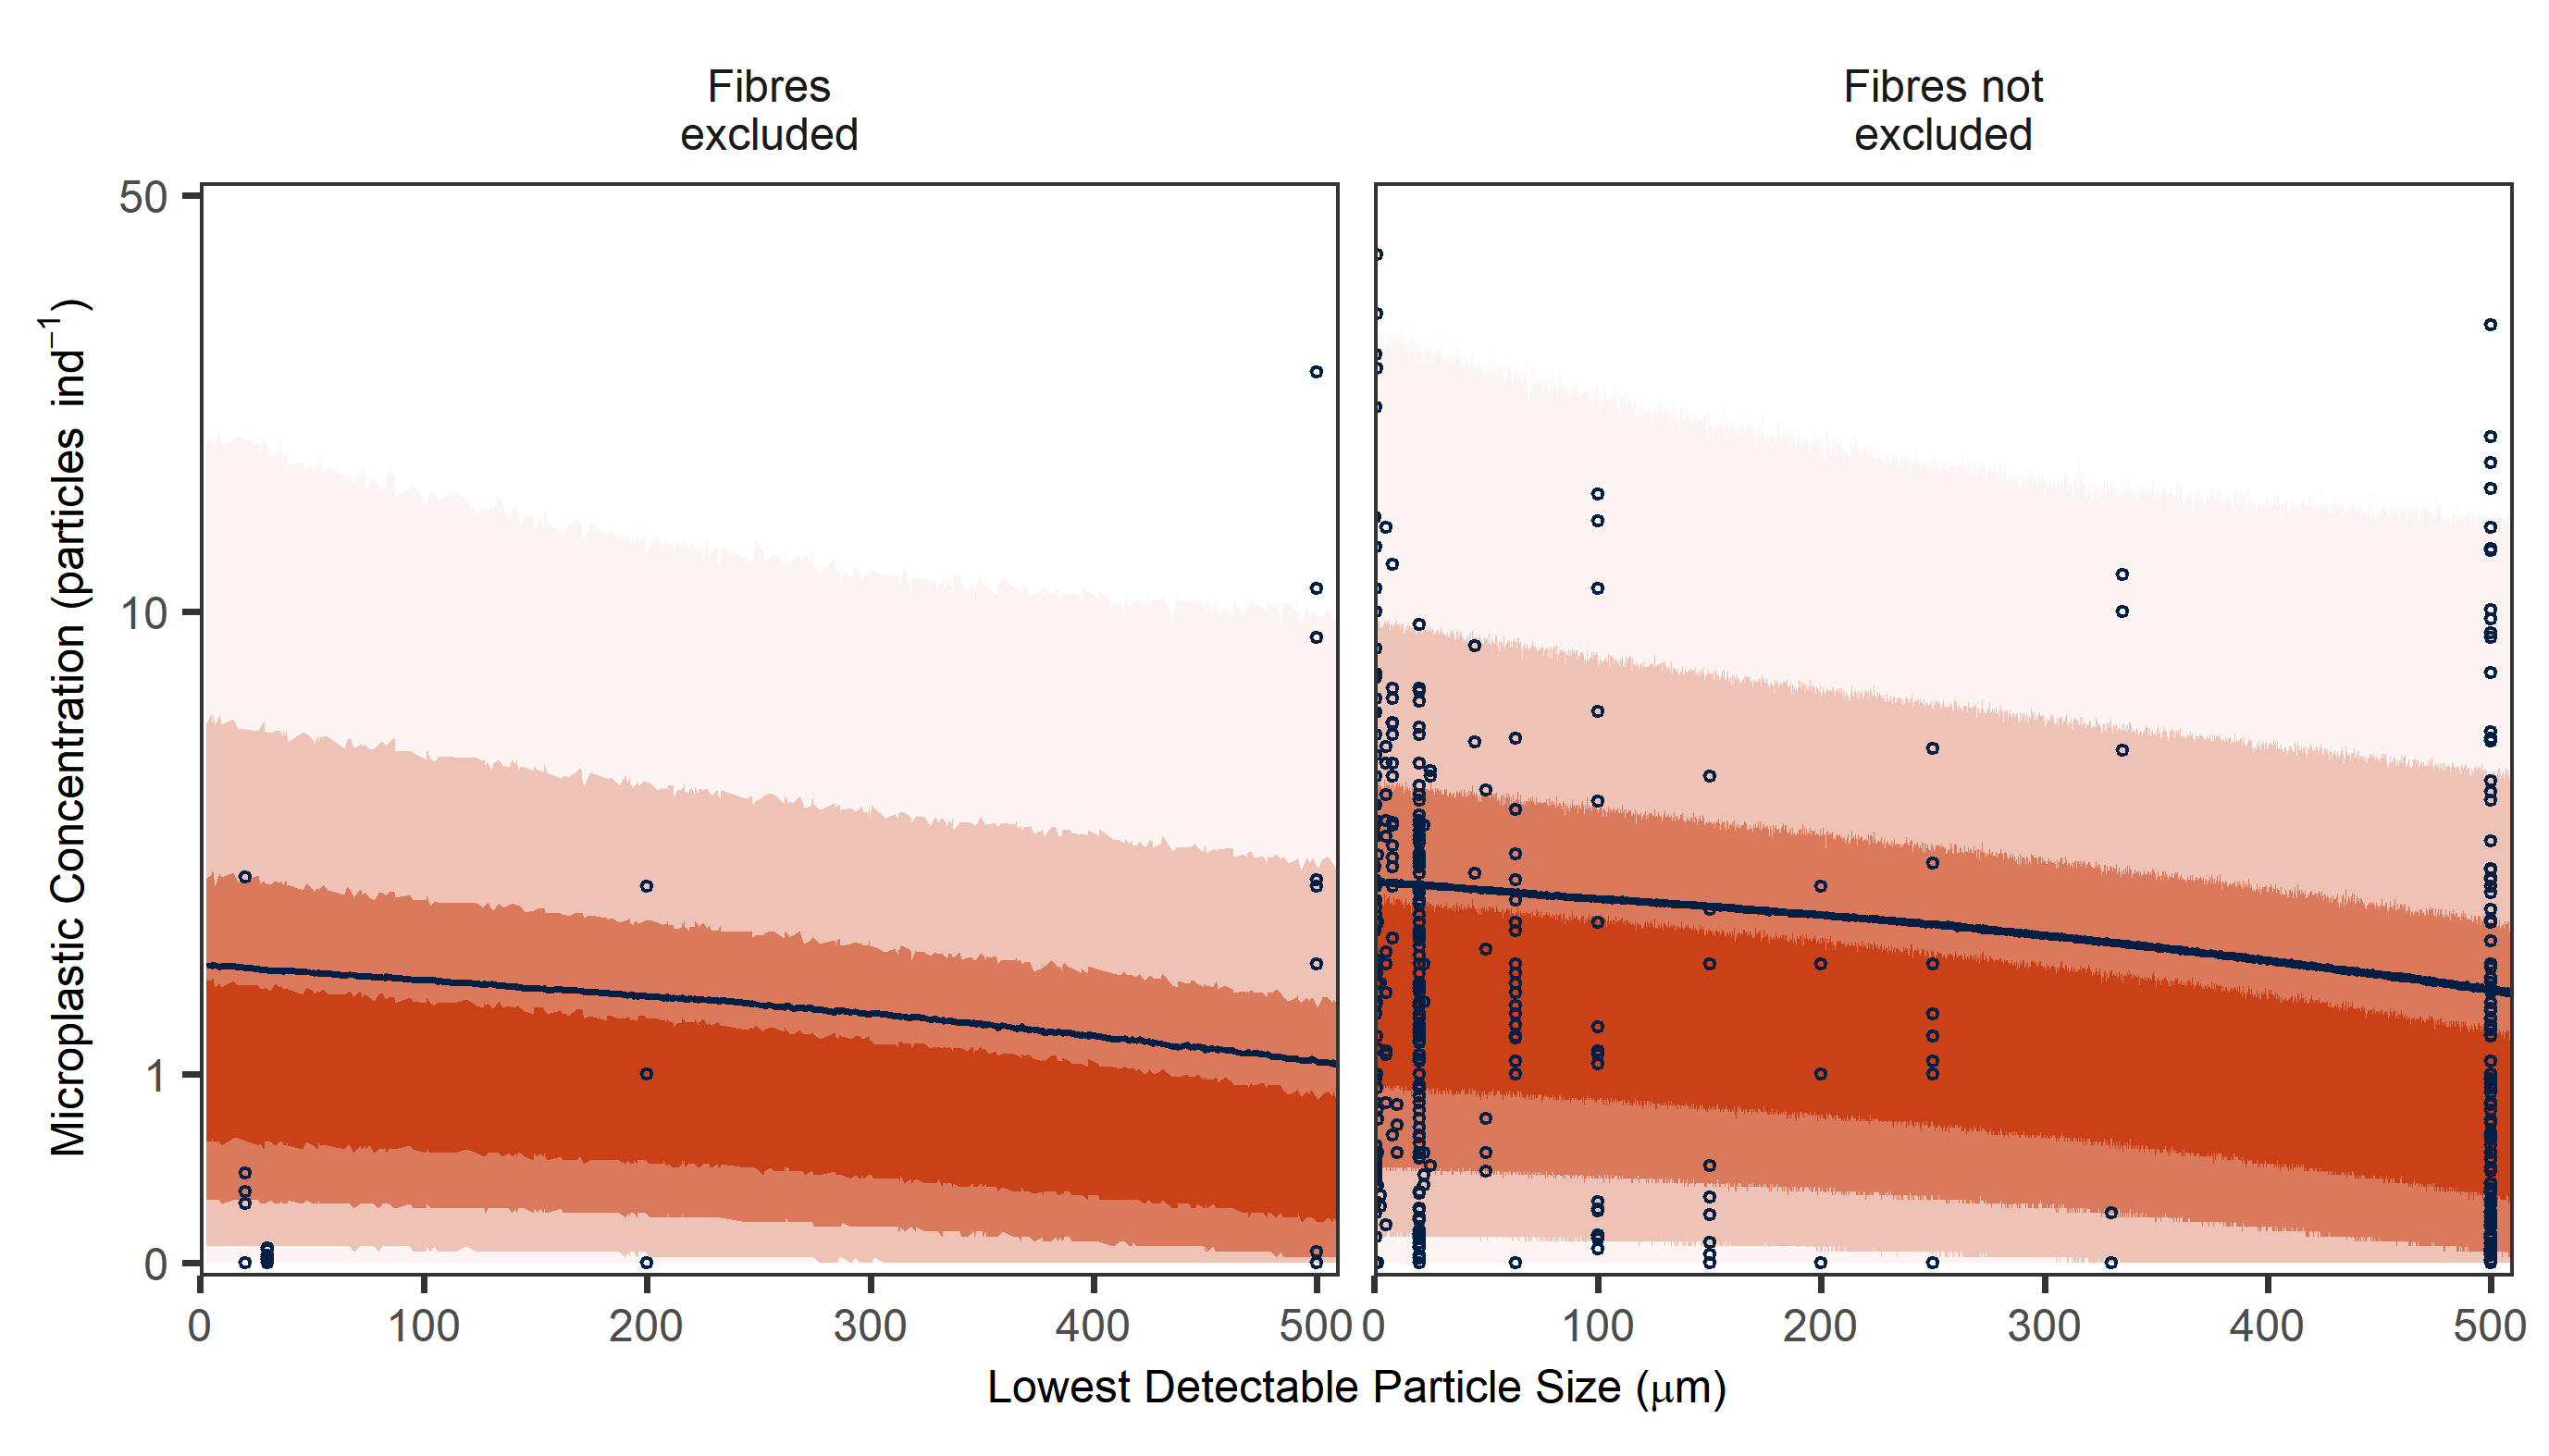 Fibres
excluded
Fibres not
excluded
50
10
1
0
Microplastic Concentration (particles ind⁻¹)
0 100 200 300 400 500
0 100 200 300 400 500
Lowest Detectable Particle Size (μm)